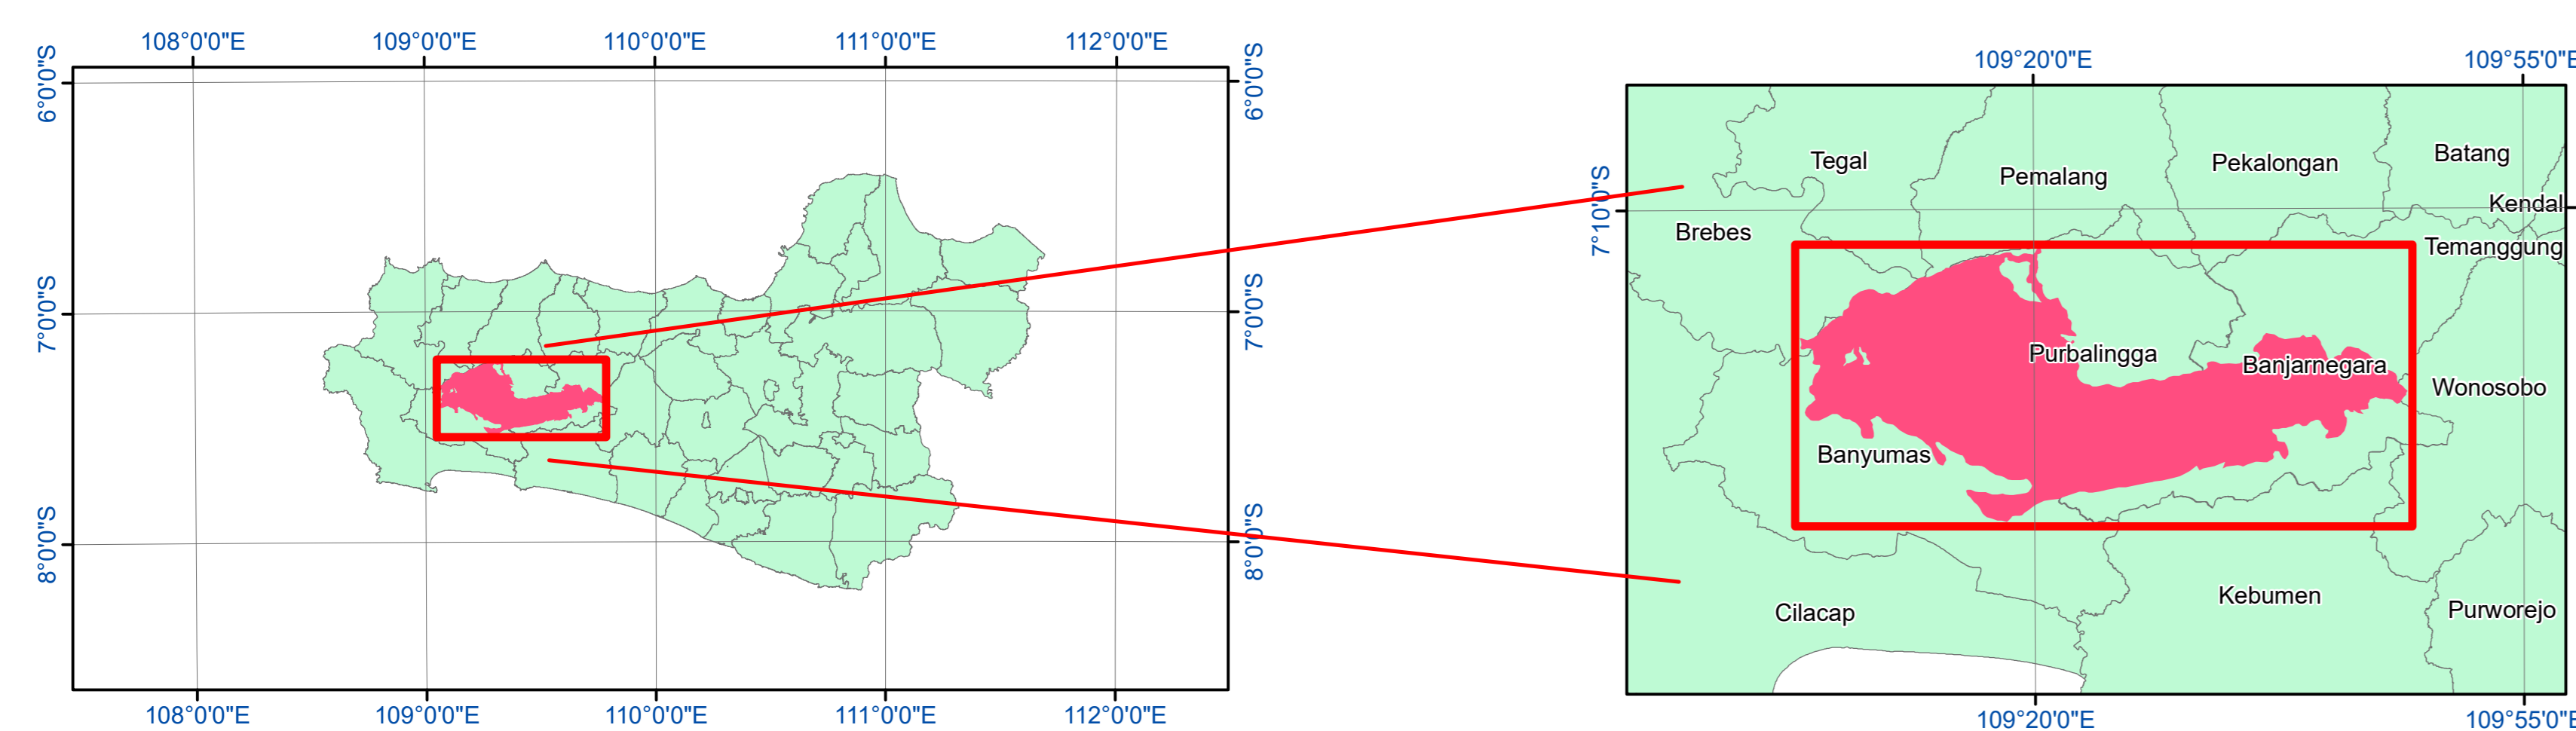 108°0'0"E
109°0'0"E
110°0'0"E
111°0'0"E
112°0'0"E
6°0'0"S
7°0'0"S
8°0'0"S
6°0'0"S
7°0'0"S
8°0'0"S
108°0'0"E
109°0'0"E
110°0'0"E
111°0'0"E
112°0'0"E
109°20'0"E
109°55'0"E
7°10'0"S
Tegal
Pemalang
Pekalongan
Batang
Kendal
Brebes
Temanggung
Purbalingga
Banjarnegara
Wonosobo
Banyumas
Cilacap
Kebumen
Purworejo
109°20'0"E
109°55'0"E